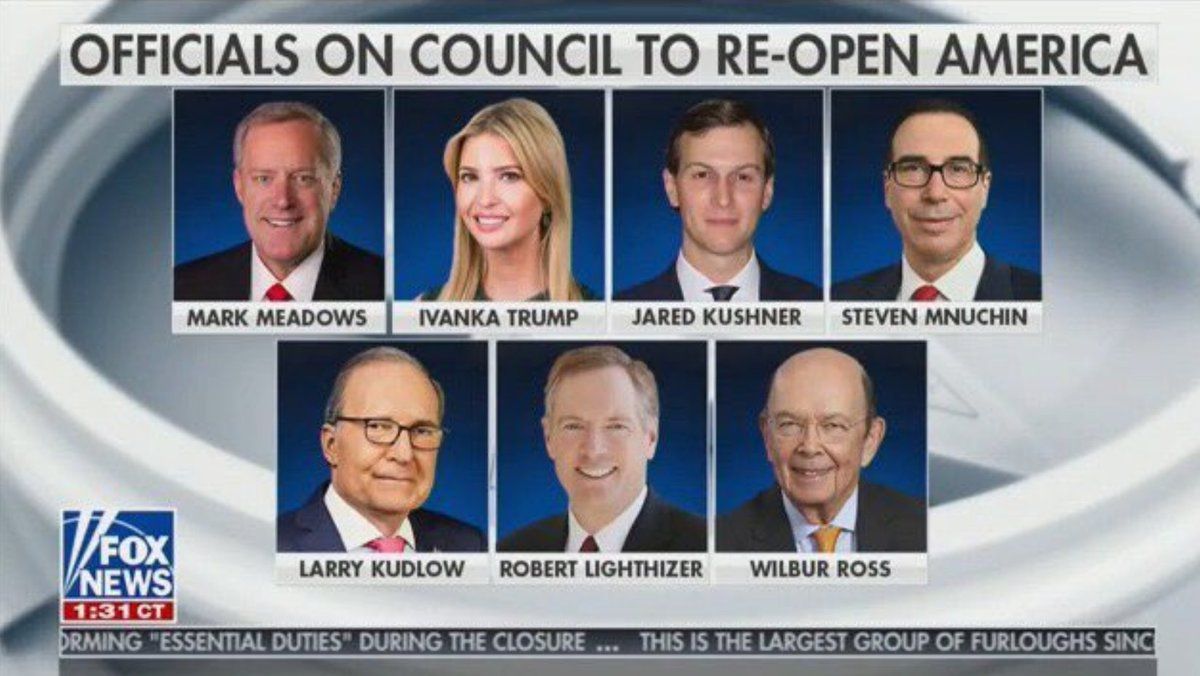 OFFICIALS ON COUNCIL TO RE-OPEN AMERICA
MARK MEADOWS
IVANKA TRUMP
JARED KUSHNER
STEVEN MNUCHIN
LARRY KUDLOW
ROBERT LIGHTHIZER
WILBUR ROSS
FOX
NEWS
1:31 CT
ORMING "ESSENTIAL DUTIES" DURING THE CLOSURE ... THIS IS THE LARGEST GROUP OF FURLOUGHS SINC